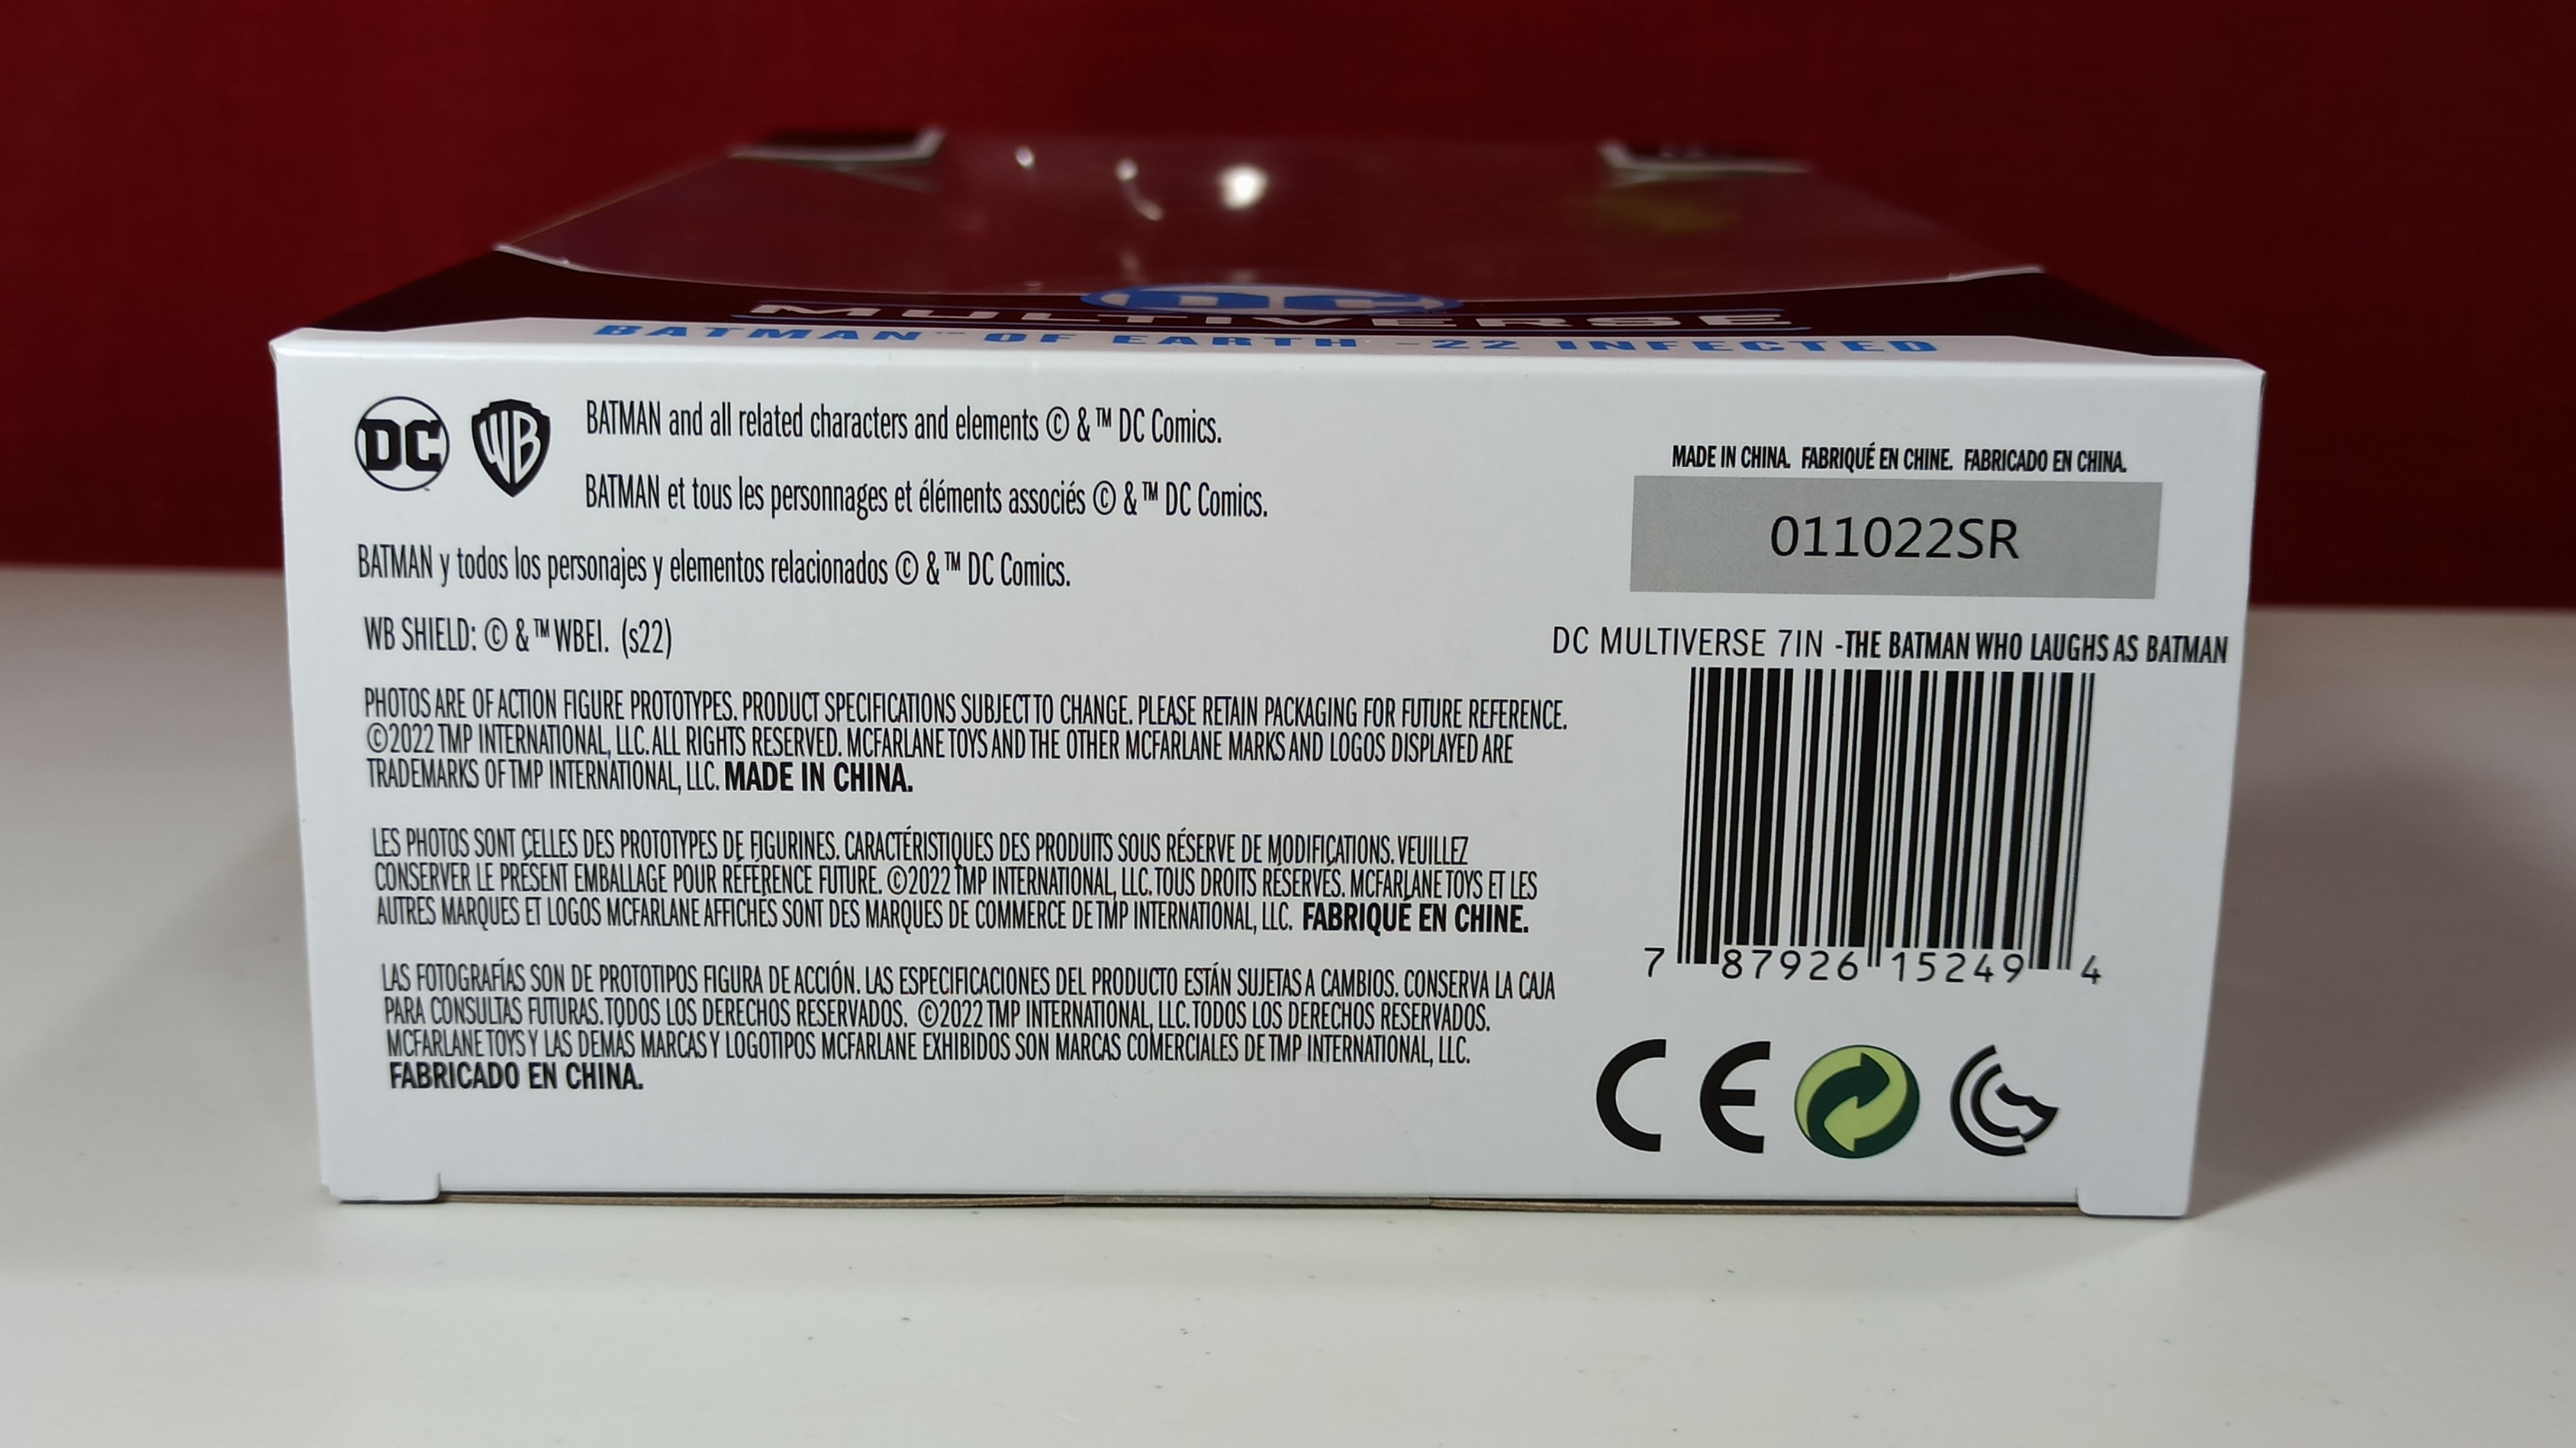 DC
MULTIVERSE
BATMAN™ OF EARTH -22 INFECTED
DC
WB
BATMAN and all related characters and elements © & ™ DC Comics.
BATMAN et tous les personnages et éléments associés © & ™ DC Comics.
BATMAN y todos los personajes y elementos relacionados © & ™ DC Comics.
WB SHIELD: © & ™ WBEI. (s22)
PHOTOS ARE OF ACTION FIGURE PROTOTYPES. PRODUCT SPECIFICATIONS SUBJECT TO CHANGE. PLEASE RETAIN PACKAGING FOR FUTURE REFERENCE.
©2022 TMP INTERNATIONAL, LLC. ALL RIGHTS RESERVED. MCFARLANE TOYS AND THE OTHER MCFARLANE MARKS AND LOGOS DISPLAYED ARE
TRADEMARKS OF TMP INTERNATIONAL, LLC. MADE IN CHINA.
LES PHOTOS SONT CELLES DES PROTOTYPES DE FIGURINES. CARACTÉRISTIQUES DES PRODUITS SOUS RÉSERVE DE MODIFICATIONS. VEUILLEZ
CONSERVER LE PRÉSENT EMBALLAGE POUR RÉFÉRENCE FUTURE. ©2022 TMP INTERNATIONAL, LLC. TOUS DROITS RÉSERVÉS. MCFARLANE TOYS ET LES
AUTRES MARQUES ET LOGOS MCFARLANE AFFICHÉS SONT DES MARQUES DE COMMERCE DE TMP INTERNATIONAL, LLC. FABRIQUÉ EN CHINE.
LAS FOTOGRAFÍAS SON DE PROTOTIPOS FIGURA DE ACCIÓN. LAS ESPECIFICACIONES DEL PRODUCTO ESTÁN SUJETAS A CAMBIOS. CONSERVA LA CAJA
PARA CONSULTAS FUTURAS. TODOS LOS DERECHOS RESERVADOS. ©2022 TMP INTERNATIONAL, LLC. TODOS LOS DERECHOS RESERVADOS.
MCFARLANE TOYS Y LAS DEMÁS MARCAS Y LOGOTIPOS MCFARLANE EXHIBIDOS SON MARCAS COMERCIALES DE TMP INTERNATIONAL, LLC.
FABRICADO EN CHINA.
MADE IN CHINA. FABRIQUÉ EN CHINE. FABRICADO EN CHINA.
011022SR
DC MULTIVERSE 7IN -THE BATMAN WHO LAUGHS AS BATMAN
7 87926 15249 4
CE